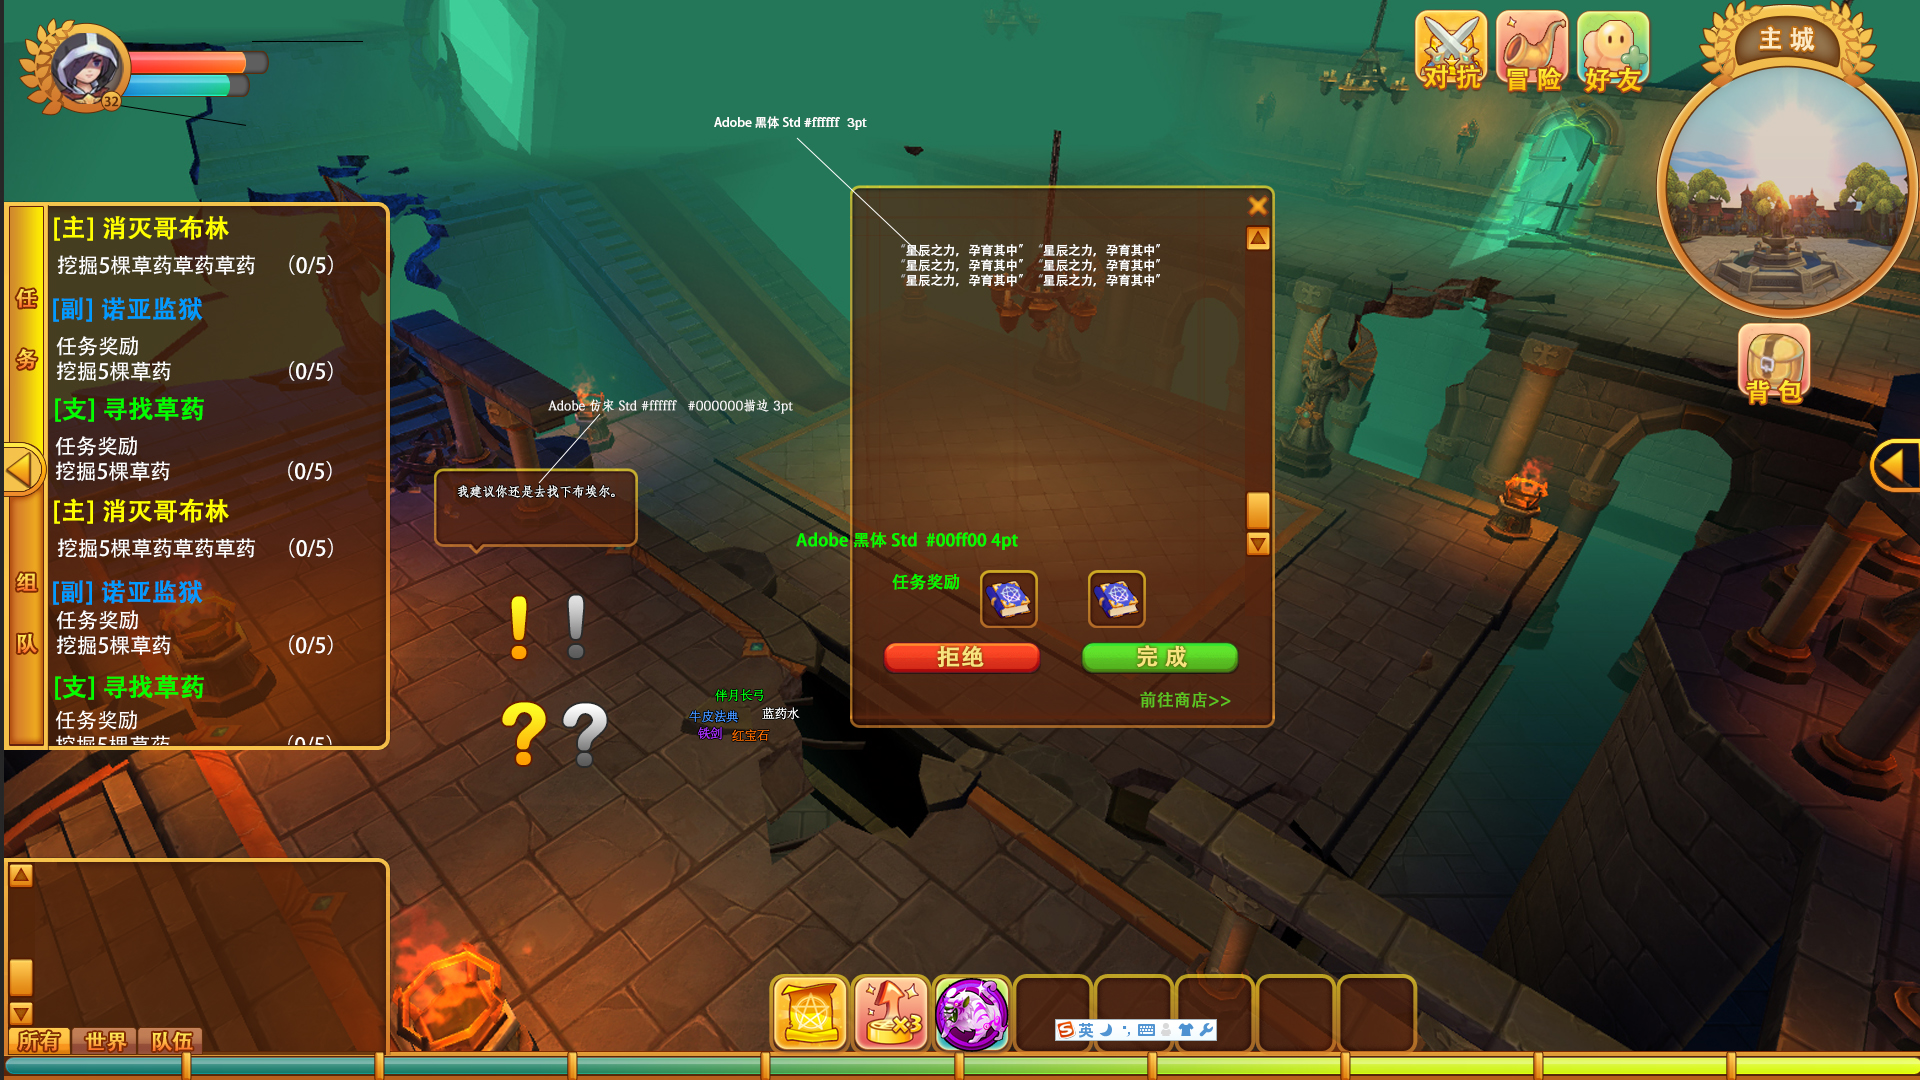 32
对抗
冒险
好友
主城
背包
Adobe 黑体 Std #ffffff 3pt
任务
组队
[主] 消灭哥布林
挖掘5棵草药草药草药 (0/5)
[副] 诺亚监狱
任务奖励
挖掘5棵草药 (0/5)
[支] 寻找草药
任务奖励
挖掘5棵草药 (0/5)
[主] 消灭哥布林
挖掘5棵草药草药草药 (0/5)
[副] 诺亚监狱
任务奖励
挖掘5棵草药 (0/5)
[支] 寻找草药
任务奖励
挖掘5棵草药 (0/5)
Adobe 仿宋 Std #ffffff #000000描边 3pt
我建议你还是去找下布埃尔。
“星辰之力，孕育其中” “星辰之力，孕育其中”
“星辰之力，孕育其中” “星辰之力，孕育其中”
“星辰之力，孕育其中” “星辰之力，孕育其中”
Adobe 黑体 Std #00ff00 4pt
任务奖励
拒绝
完成
前往商店>>
! !
? ?
伴月长弓
牛皮法典 蓝药水
铁剑 红宝石
×3
英
所有 世界 队伍